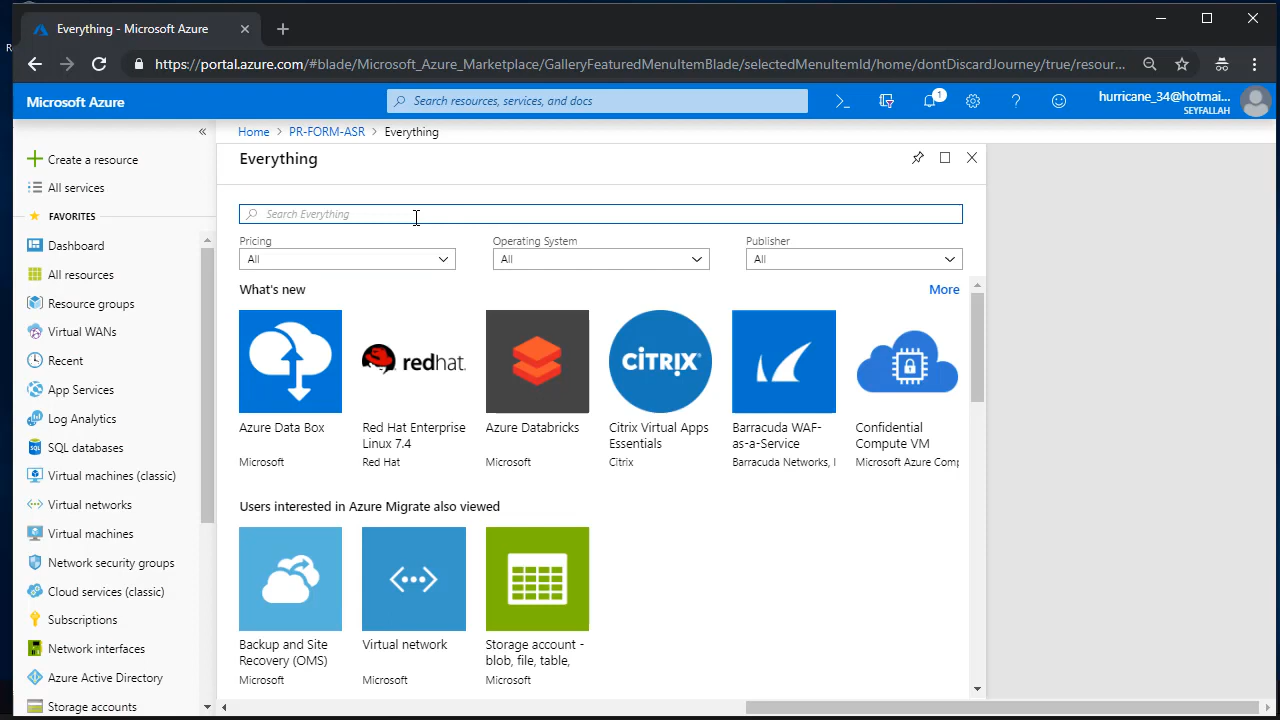 R
Everything - Microsoft Azure
https://portal.azure.com/#blade/Microsoft_Azure_Marketplace/GalleryFeaturedMenuItemBlade/selectedMenuItemId/home/dontDiscardJourney/true/resour...
Microsoft Azure
Search resources, services, and docs
1
hurricane_34@hotmai...
SEYFALLAH
Home > PR-FORM-ASR > Everything
Create a resource
All services
FAVORITES
Dashboard
All resources
Resource groups
Virtual WANs
Recent
App Services
Log Analytics
SQL databases
Virtual machines (classic)
Virtual networks
Virtual machines
Network security groups
Cloud services (classic)
Subscriptions
Network interfaces
Azure Active Directory
Storage accounts
Everything
Search Everything
Pricing
All
Operating System
All
Publisher
All
What's new
More
redhat.
CİTRIX
Azure Data Box
Microsoft
Red Hat Enterprise
Linux 7.4
Red Hat
Azure Databricks
Microsoft
Citrix Virtual Apps
Essentials
Citrix
Barracuda WAF-
as-a-Service
Barracuda Networks, I
Confidential
Compute VM
Microsoft Azure Comp
Users interested in Azure Migrate also viewed
Backup and Site
Recovery (OMS)
Microsoft
Virtual network
Microsoft
Storage account -
blob, file, table,
Microsoft